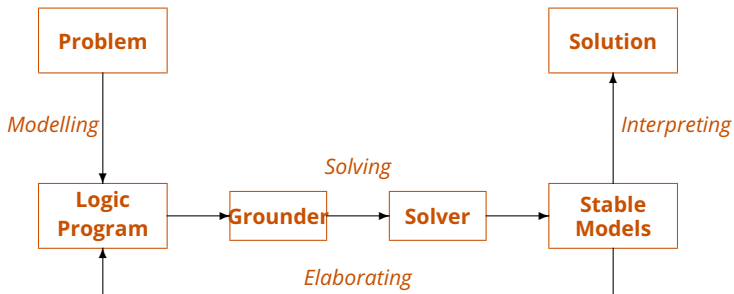 Problem
Solution
Modelling
Interpreting
Solving
Logic
Program
Grounder
Solver
Stable
Models
Elaborating